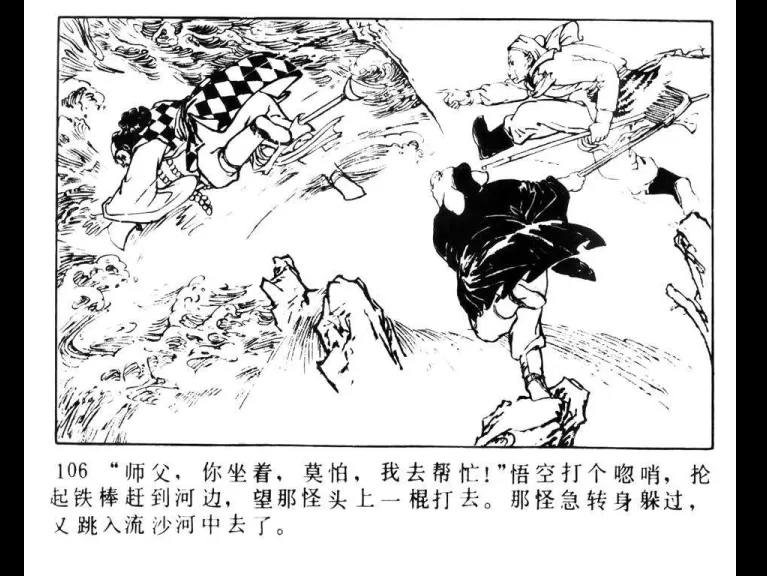 106 “师父，你坐着，莫怕，我去帮忙！”悟空打个唿哨，抡
起铁棒赶到河边，望那怪头上一棍打去。那怪急转身躲过，
又跳入流沙河中去了。